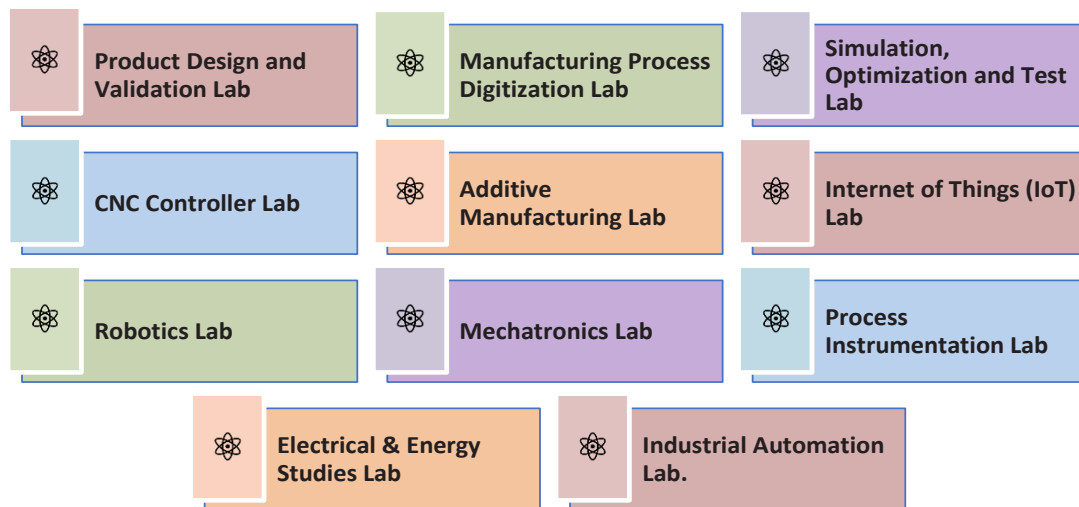 Product Design and
Validation Lab
Manufacturing Process
Digitization Lab
Simulation,
Optimization and Test
Lab
CNC Controller Lab
Additive
Manufacturing Lab
Internet of Things (IoT)
Lab
Robotics Lab
Mechatronics Lab
Process
Instrumentation Lab
Electrical & Energy
Studies Lab
Industrial Automation
Lab.